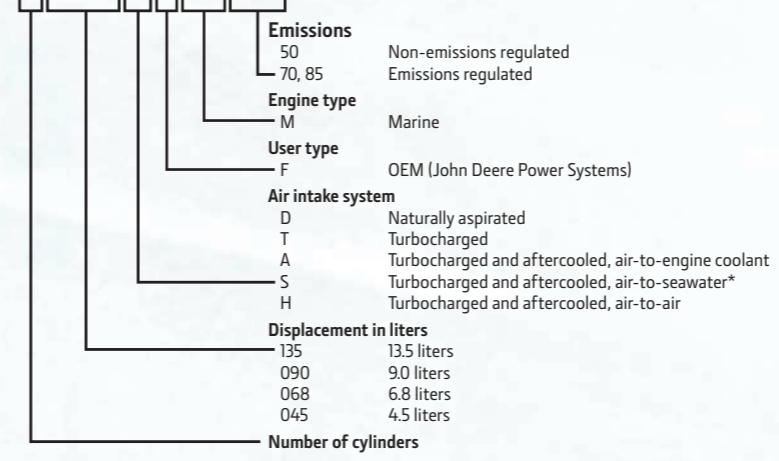 Emissions
50 Non-emissions regulated
70, 85 Emissions regulated
Engine type
M Marine
User type
F OEM (John Deere Power Systems)
Air intake system
D Naturally aspirated
T Turbocharged
A Turbocharged and aftercooled, air-to-engine coolant
S Turbocharged and aftercooled, air-to-seawater*
H Turbocharged and aftercooled, air-to-air
Displacement in liters
135 13.5 liters
090 9.0 liters
068 6.8 liters
045 4.5 liters
Number of cylinders